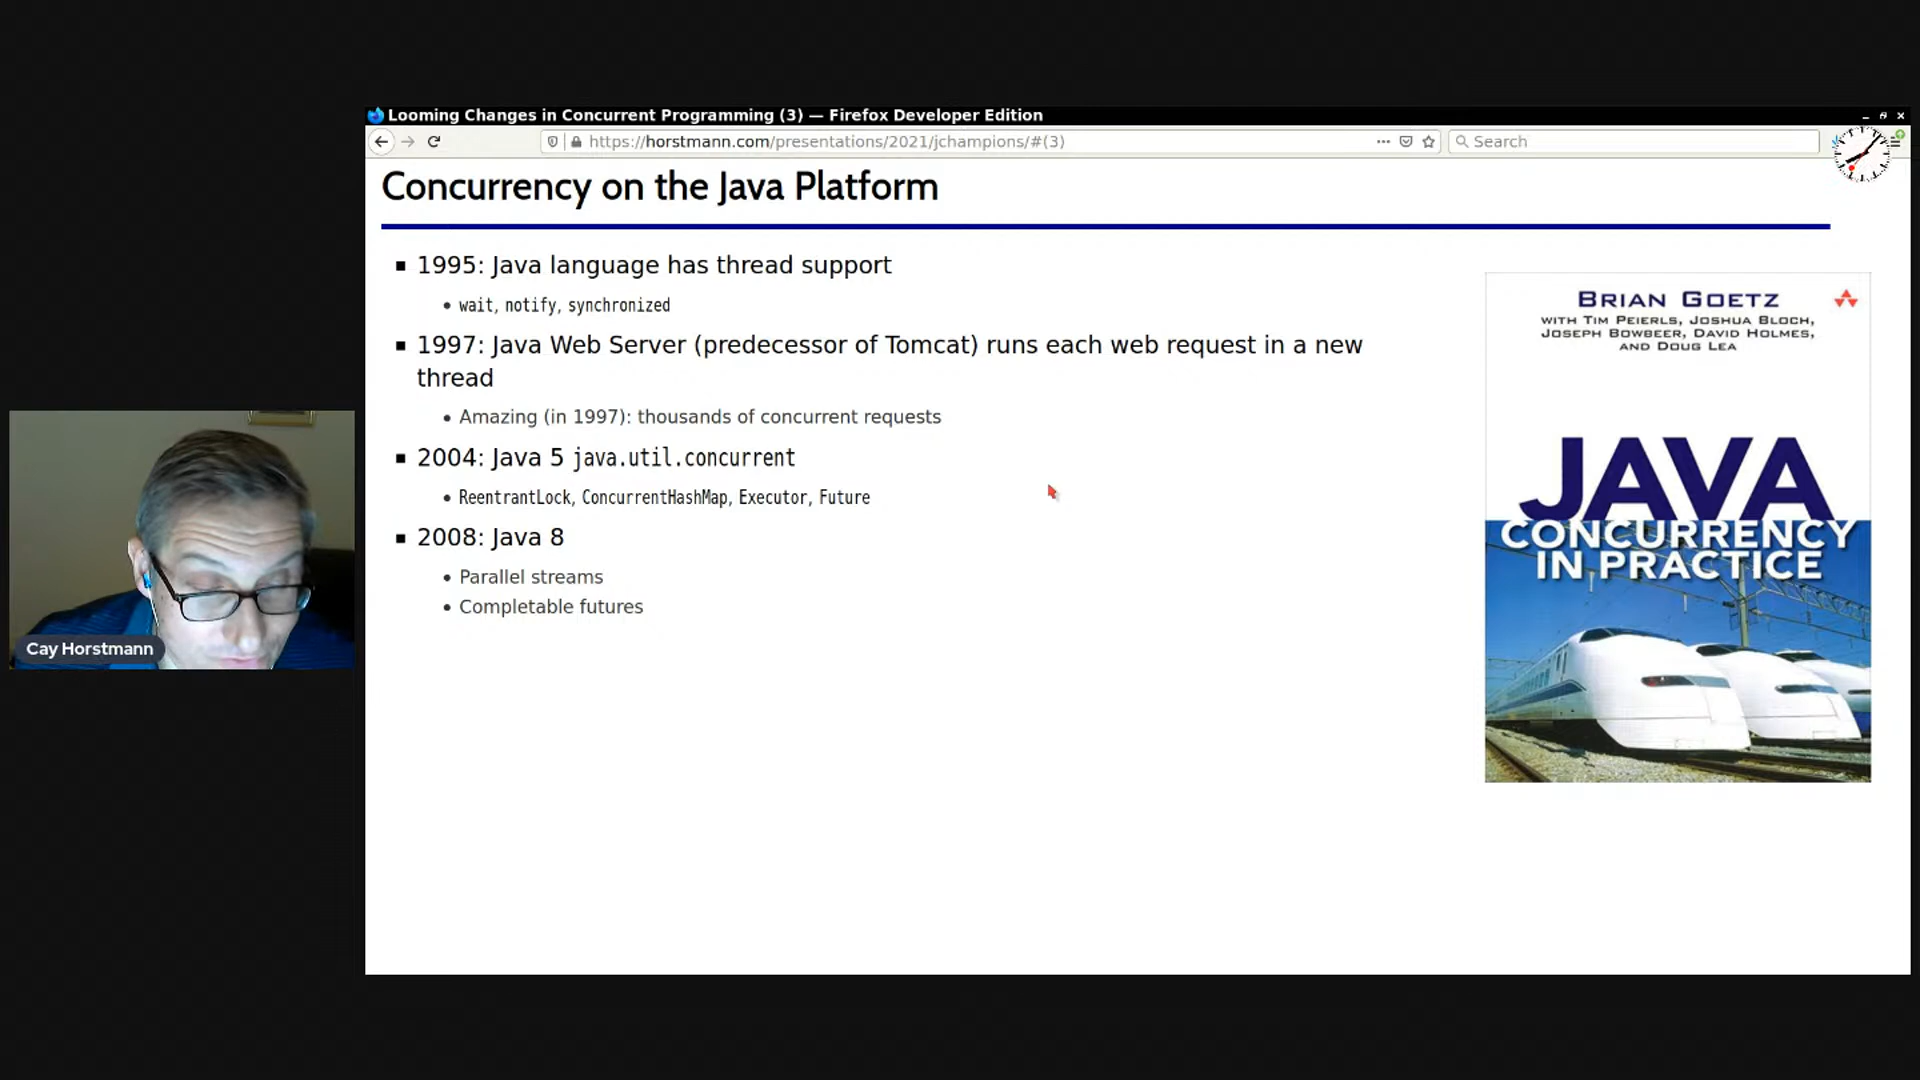 Looming Changes in Concurrent Programming (3) — Firefox Developer Edition
https://horstmann.com/presentations/2021/jchampions/#(3)
Search
Concurrency on the Java Platform
1995: Java language has thread support
wait, notify, synchronized
1997: Java Web Server (predecessor of Tomcat) runs each web request in a new
thread
Amazing (in 1997): thousands of concurrent requests
2004: Java 5 java.util.concurrent
ReentrantLock, ConcurrentHashMap, Executor, Future
2008: Java 8
Parallel streams
Completable futures
BRIAN GOETZ
WITH TIM PEIERLS, JOSHUA BLOCH,
JOSEPH BOWBEER, DAVID HOLMES,
AND DOUG LEA
JAVA
CONCURRENCY
IN PRACTICE
Cay Horstmann